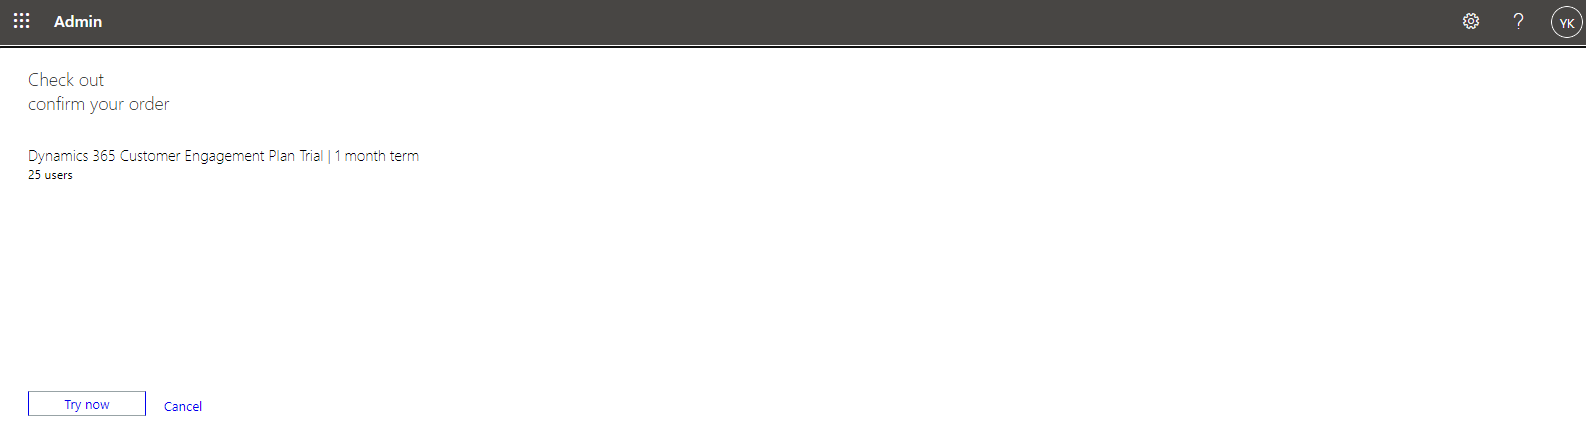 Admin
?
YK
Check out
confirm your order
Dynamics 365 Customer Engagement Plan Trial | 1 month term
25 users
Try now
Cancel